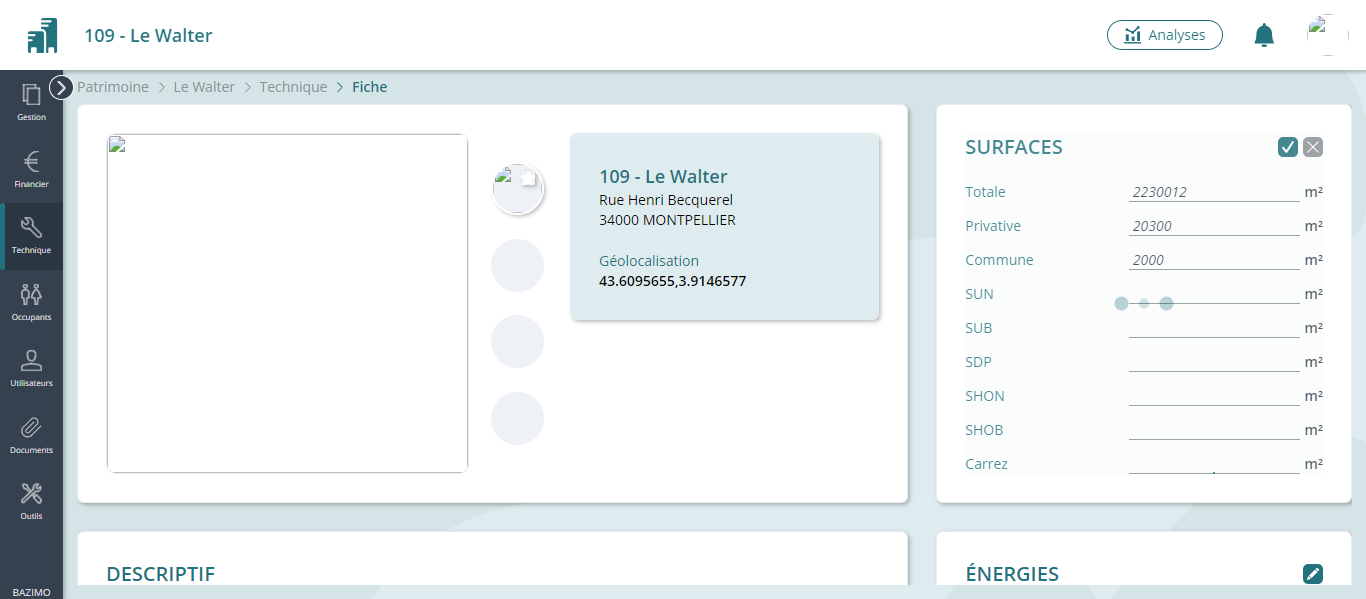 109 - Le Walter
Analyses
Patrimoine > Le Walter > Technique > Fiche
Gestion
Financier
Technique
Occupants
Utilisateurs
Documents
Outils
BAZIMO
109 - Le Walter
Rue Henri Becquerel
34000 MONTPELLIER
Géolocalisation
43.6095655,3.9146577
SURFACES
Totale 2230012 m²
Privative 20300 m²
Commune 2000 m²
SUN m²
SUB m²
SDP m²
SHON m²
SHOB m²
Carrez m²
DESCRIPTIF
ÉNERGIES